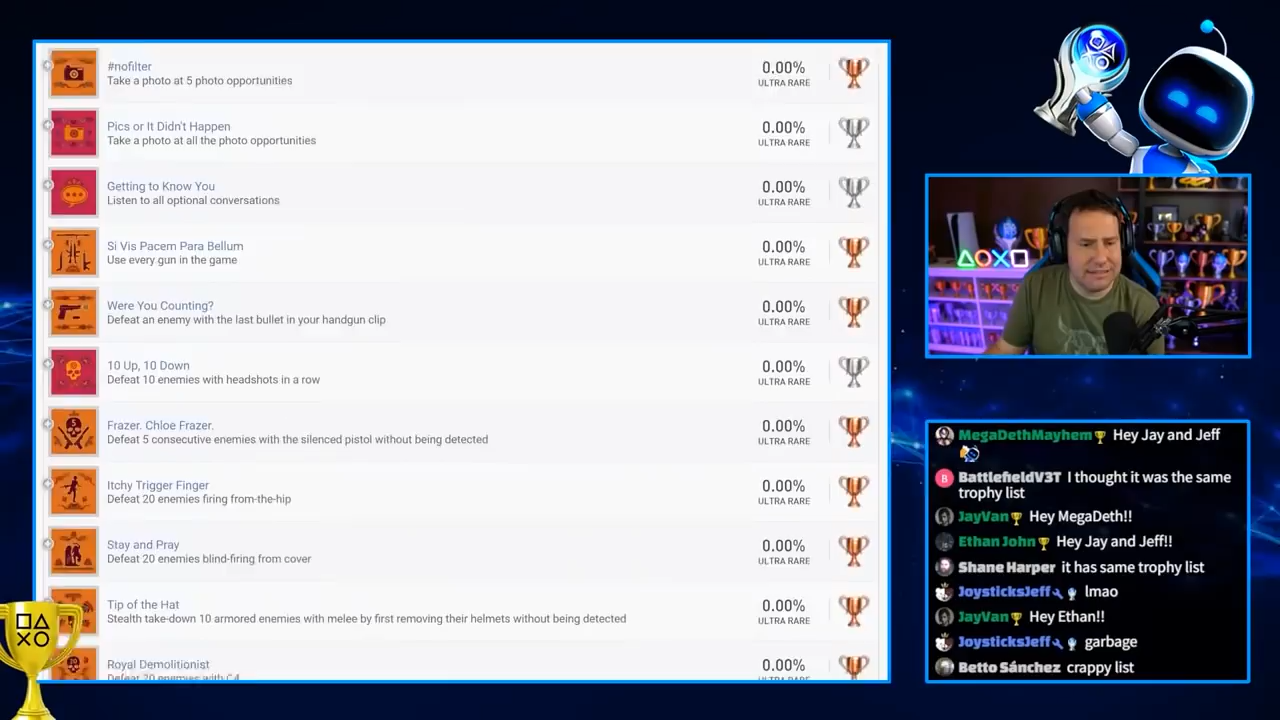 #nofilter
Take a photo at 5 photo opportunities
0.00%
ULTRA RARE
Pics or It Didn't Happen
Take a photo at all the photo opportunities
0.00%
ULTRA RARE
Getting to Know You
Listen to all optional conversations
0.00%
ULTRA RARE
Si Vis Pacem Para Bellum
Use every gun in the game
0.00%
ULTRA RARE
Were You Counting?
Defeat an enemy with the last bullet in your handgun clip
0.00%
ULTRA RARE
10 Up, 10 Down
Defeat 10 enemies with headshots in a row
0.00%
ULTRA RARE
Frazer. Chloe Frazer.
Defeat 5 consecutive enemies with the silenced pistol without being detected
0.00%
ULTRA RARE
Itchy Trigger Finger
Defeat 20 enemies firing from-the-hip
0.00%
ULTRA RARE
Stay and Pray
Defeat 20 enemies blind-firing from cover
0.00%
ULTRA RARE
Tip of the Hat
Stealth take-down 10 armored enemies with melee by first removing their helmets without being detected
0.00%
ULTRA RARE
Royal Demolitionist
Defeat 20 enemies with C4
0.00%
ULTRA RARE
MegaDethMayhem Hey Jay and Jeff
B BattlefieldV3T I thought it was the same
trophy list
JayVan Hey MegaDeth!!
Ethan John Hey Jay and Jeff!!
Shane Harper it has same trophy list
JoysticksJeff lmao
JayVan Hey Ethan!!
JoysticksJeff garbage
Betto Sánchez crappy list